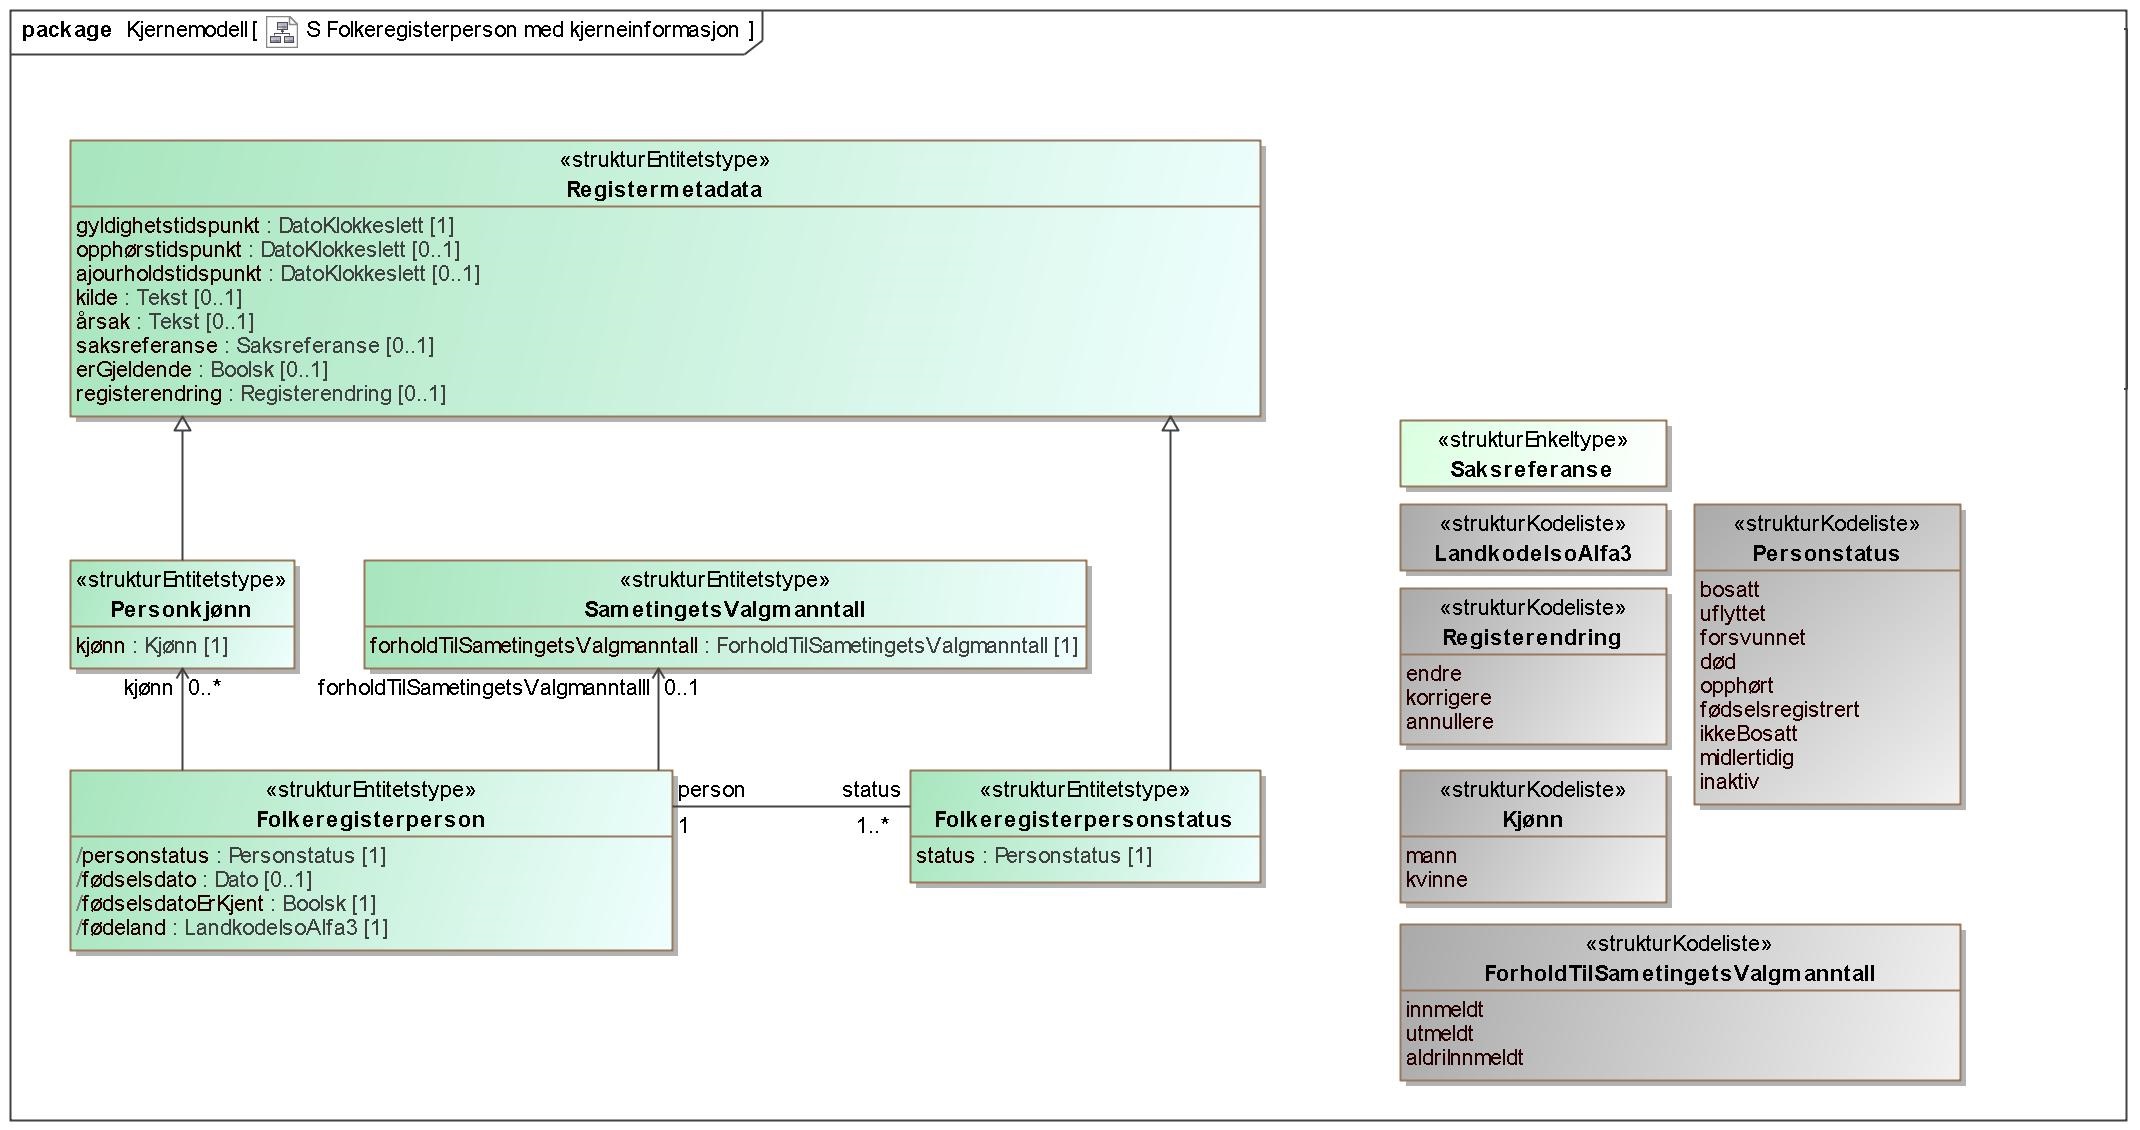 package Kjernemodell [ S Folkeregisterperson med kjerneinformasjon ]
«strukturEntitetstype»
Registermetadata
gyldighetstidspunkt : DatoKlokkeslett [1]
opphørstidspunkt : DatoKlokkeslett [0..1]
ajourholdstidspunkt : DatoKlokkeslett [0..1]
kilde : Tekst [0..1]
årsak : Tekst [0..1]
saksreferanse : Saksreferanse [0..1]
erGjeldende : Boolsk [0..1]
registerendring : Registerendring [0..1]
«strukturEntitetstype»
Personkjønn
kjønn : Kjønn [1]
«strukturEntitetstype»
SametingetsValgmanntall
forholdTilSametingetsValgmanntall : ForholdTilSametingetsValgmanntall [1]
kjønn 0..*
forholdTilSametingetsValgmanntalll 0..1
«strukturEntitetstype»
Folkeregisterperson
/personstatus : Personstatus [1]
/fødselsdato : Dato [0..1]
/fødselsdatoErKjent : Boolsk [1]
/fødeland : LandkodeIsoAlfa3 [1]
person
1
status
1..*
«strukturEntitetstype»
Folkeregisterpersonstatus
status : Personstatus [1]
«strukturEnkeltype»
Saksreferanse
«strukturKodeliste»
LandkodeIsoAlfa3
«strukturKodeliste»
Registerendring
endre
korrigere
annullere
«strukturKodeliste»
Personstatus
bosatt
uflyttet
forsvunnet
død
opphørt
fødselsregistrert
ikkeBosatt
midlertidig
inaktiv
«strukturKodeliste»
Kjønn
mann
kvinne
«strukturKodeliste»
ForholdTilSametingetsValgmanntall
innmeldt
utmeldt
aldriInnmeldt